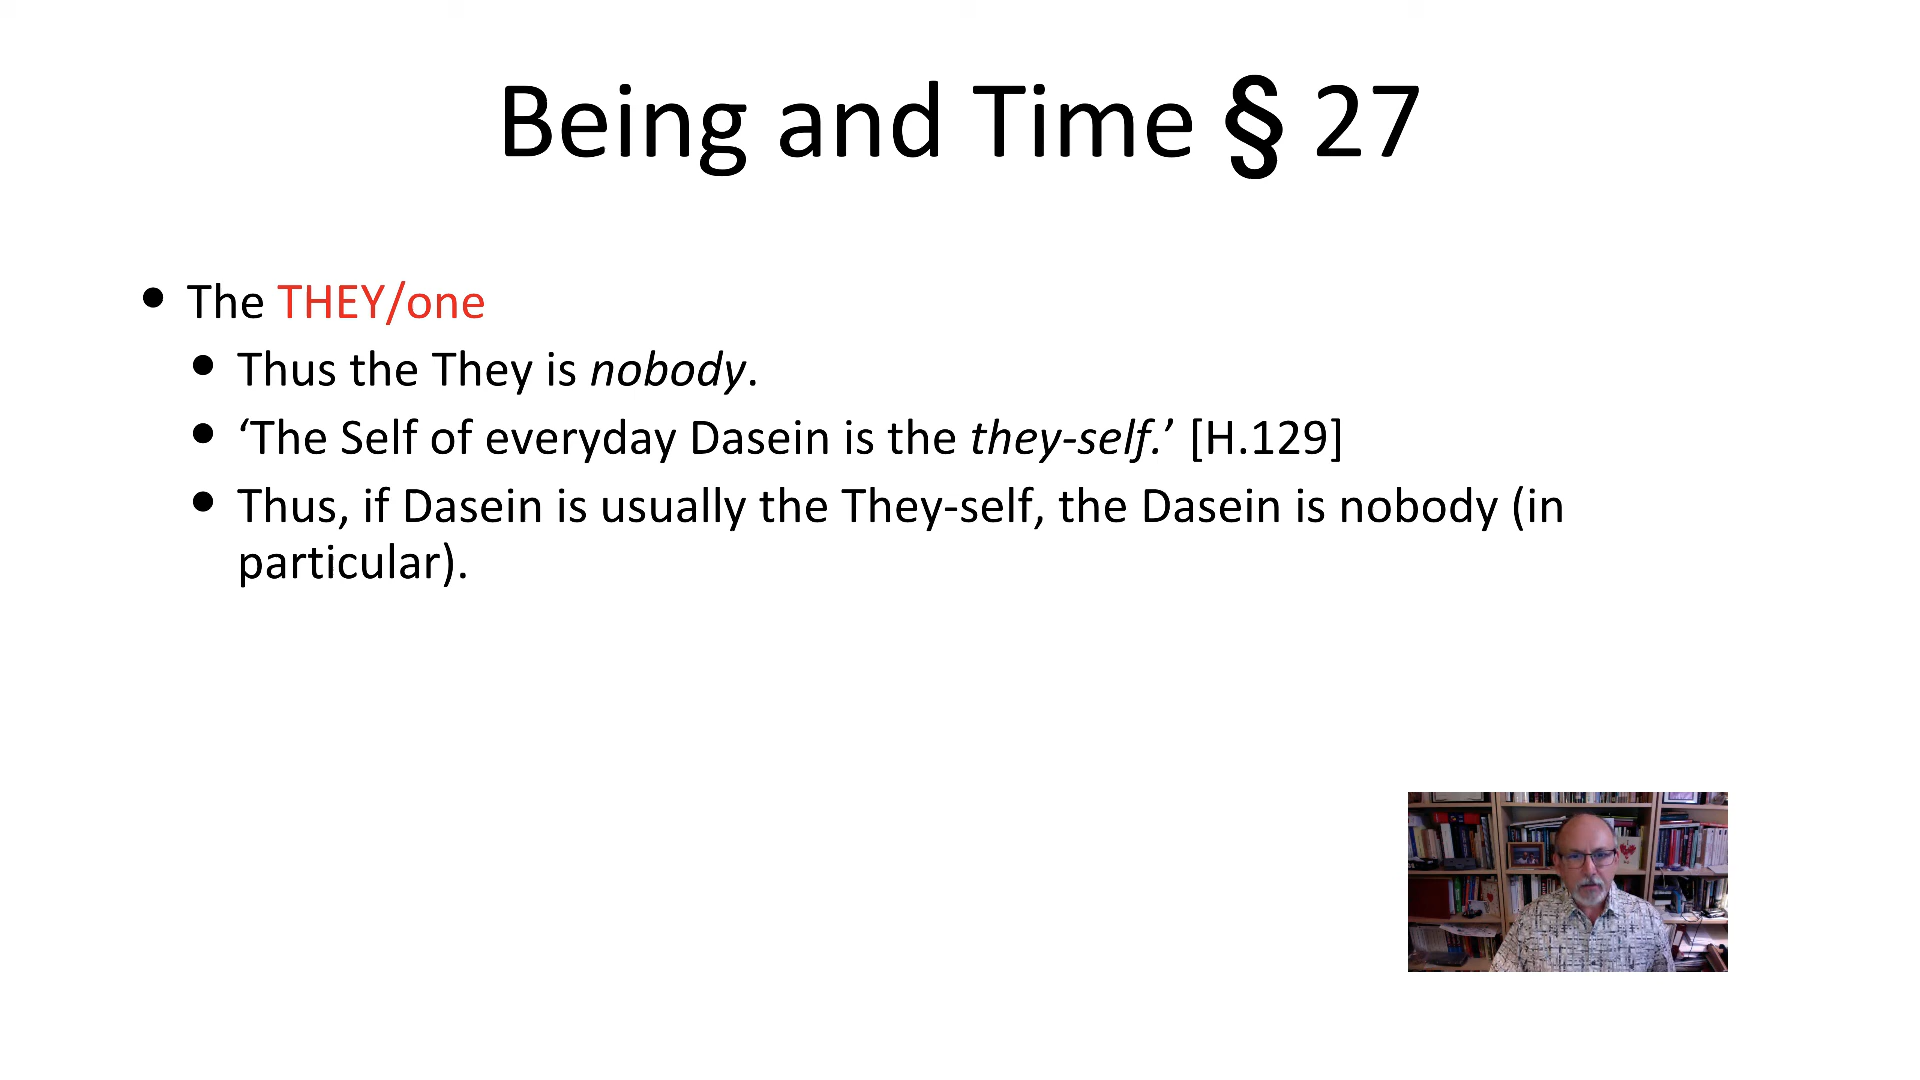 Being and Time § 27
• The THEY/one
• Thus the They is nobody.
• ‘The Self of everyday Dasein is the they-self.’ [H.129]
• Thus, if Dasein is usually the They-self, the Dasein is nobody (in
particular).